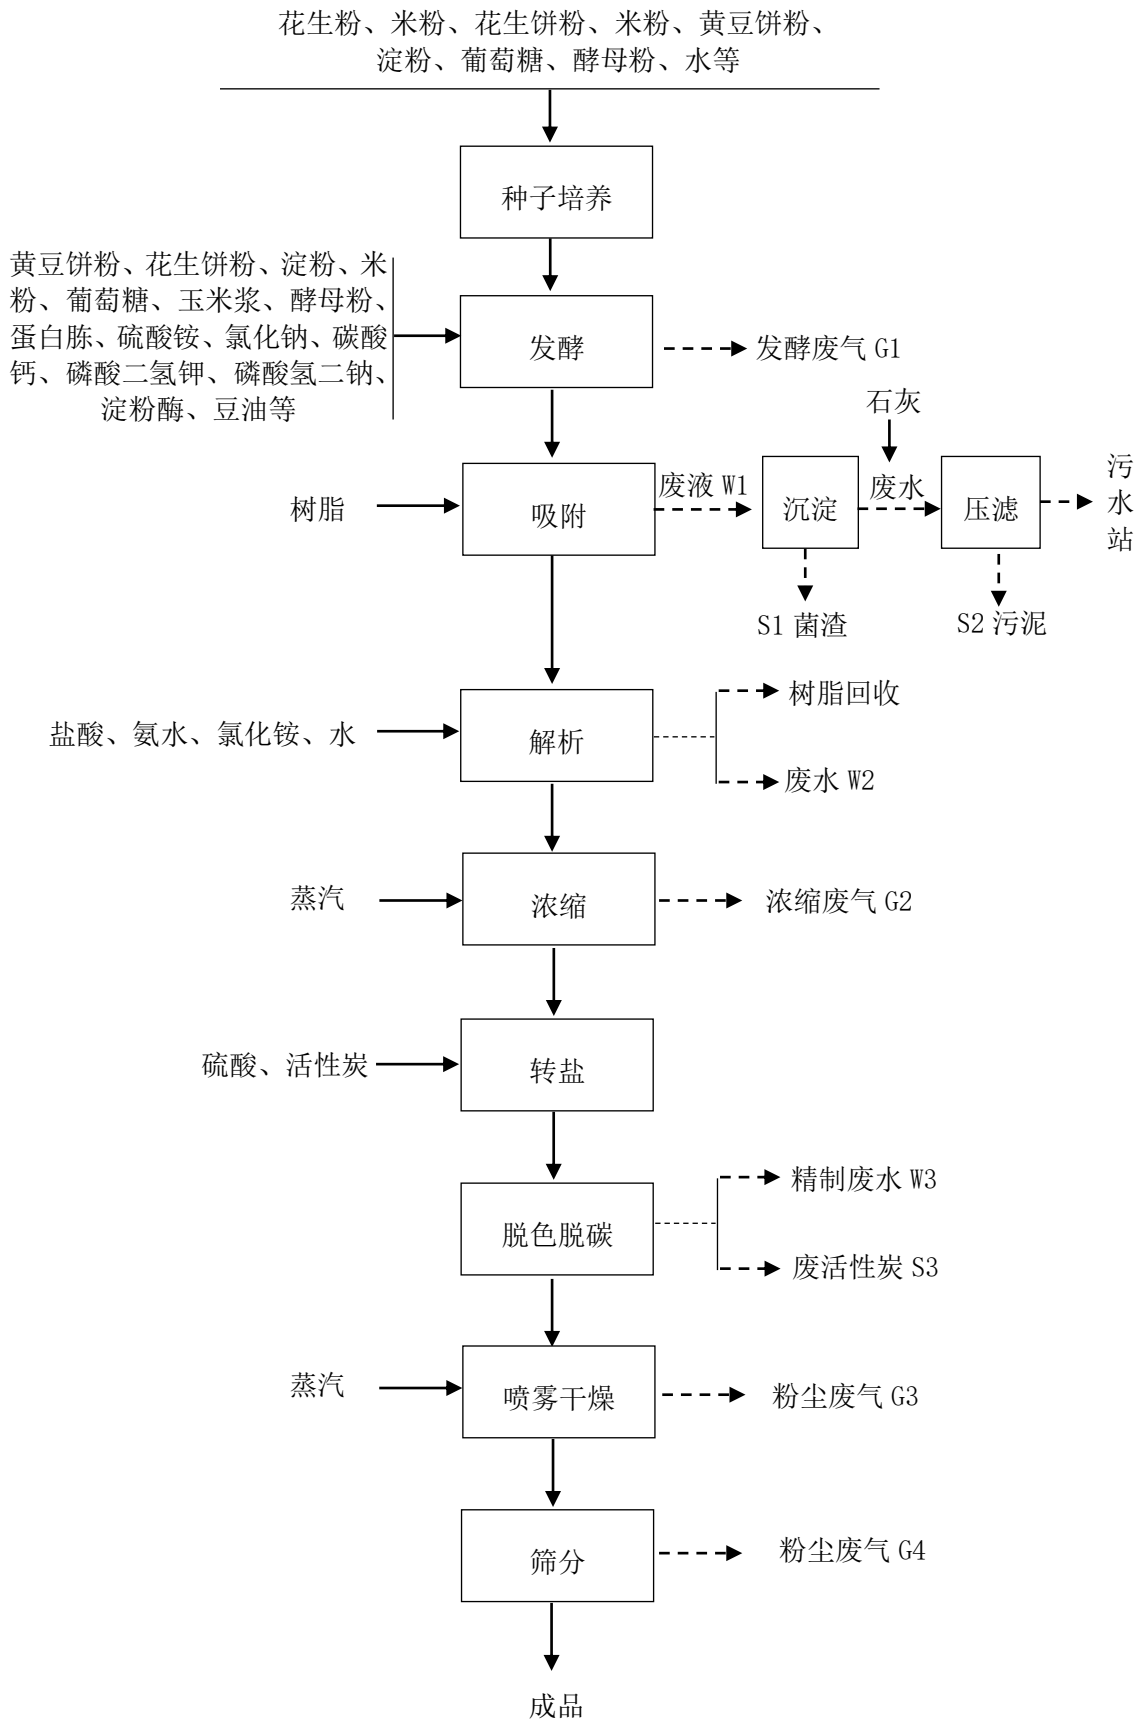 花生粉、米粉、花生饼粉、米粉、黄豆饼粉、
淀粉、葡萄糖、酵母粉、水等
种子培养
黄豆饼粉、花生饼粉、淀粉、米
粉、葡萄糖、玉米浆、酵母粉、
蛋白胨、硫酸铵、氯化钠、碳酸
钙、磷酸二氢钾、磷酸氢二钠、
淀粉酶、豆油等
发酵
发酵废气 G1
石灰
树脂
吸附
废液 W1
沉淀
废水
压滤
污
水
站
S1 菌渣
S2 污泥
盐酸、氨水、氯化铵、水
解析
树脂回收
废水 W2
蒸汽
浓缩
浓缩废气 G2
硫酸、活性炭
转盐
脱色脱碳
精制废水 W3
废活性炭 S3
蒸汽
喷雾干燥
粉尘废气 G3
筛分
粉尘废气 G4
成品